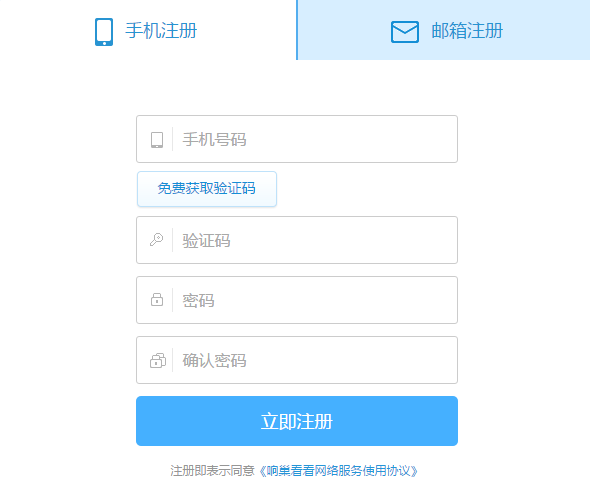 手机注册
邮箱注册
手机号码
免费获取验证码
验证码
密码
确认密码
立即注册
注册即表示同意《响巢看看网络服务使用协议》